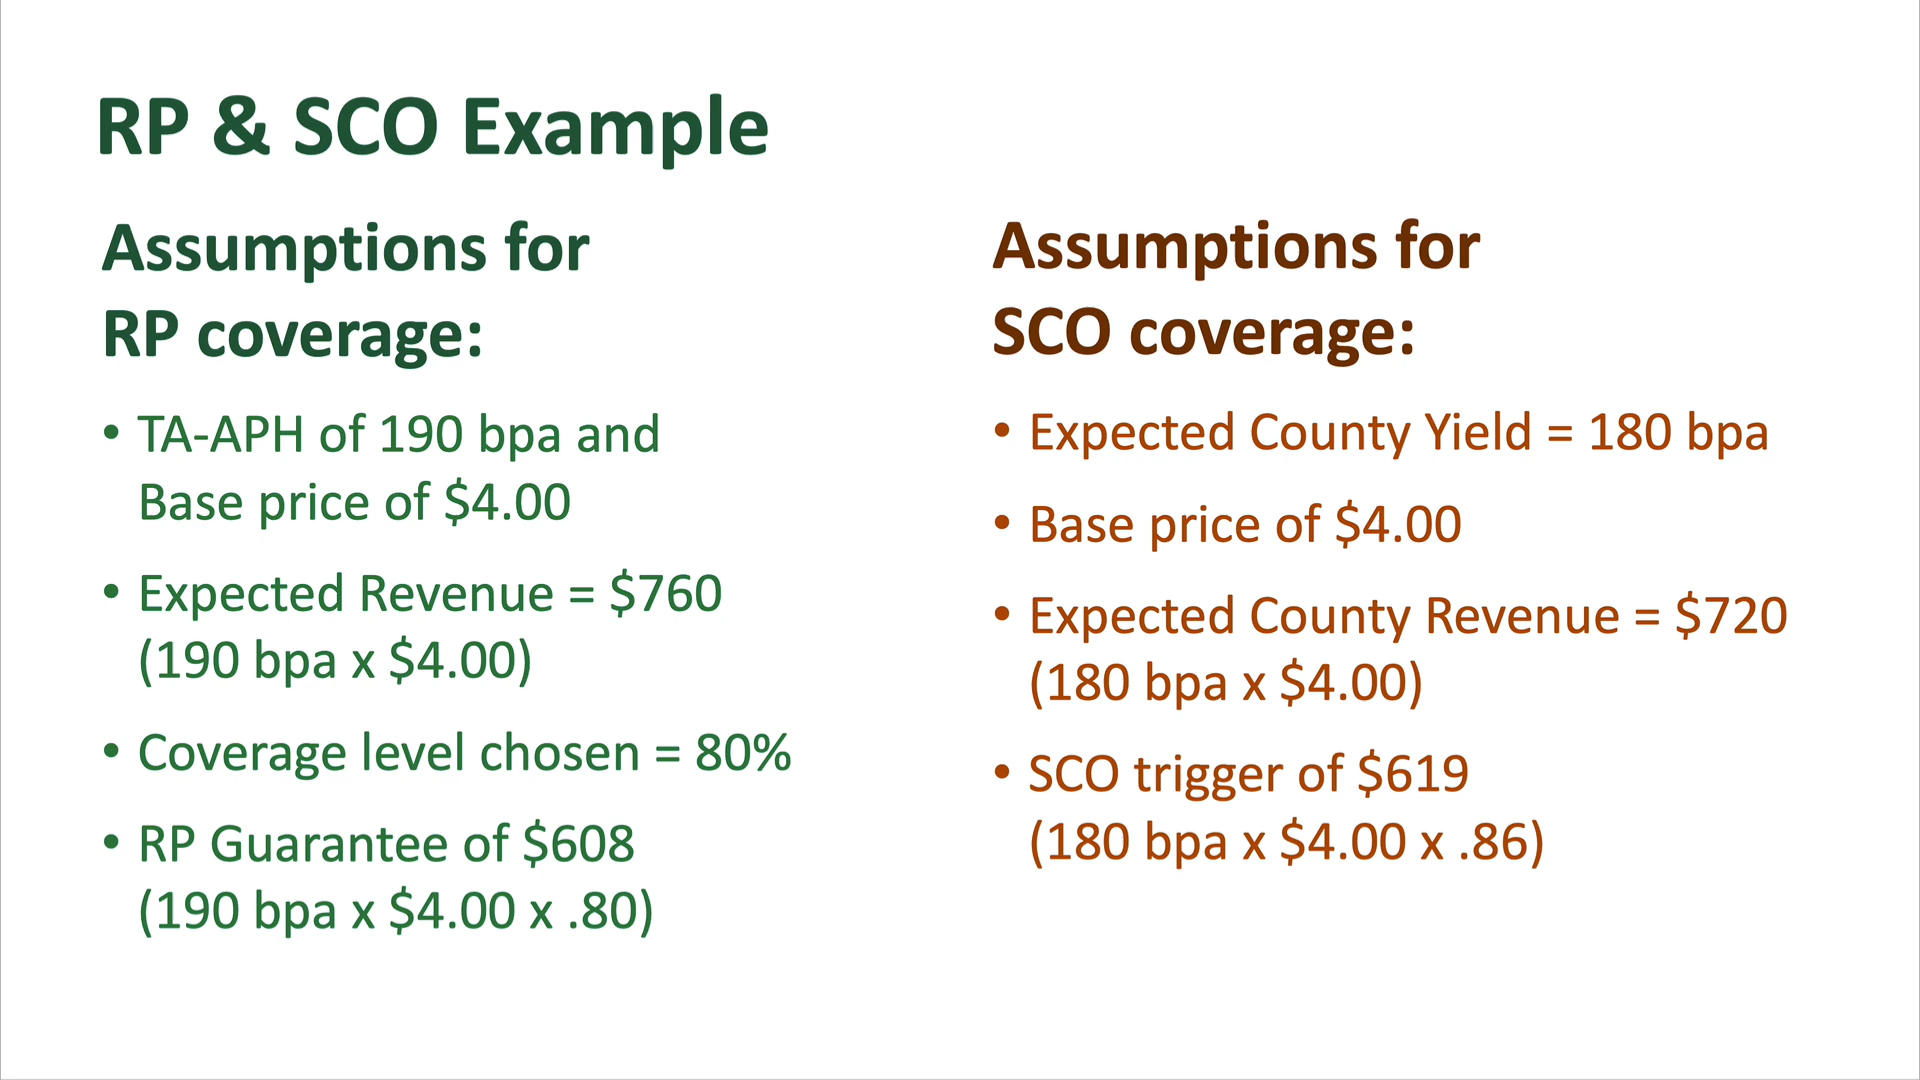 RP & SCO Example
Assumptions for
RP coverage:
• TA-APH of 190 bpa and
Base price of $4.00
• Expected Revenue = $760
(190 bpa x $4.00)
• Coverage level chosen = 80%
• RP Guarantee of $608
(190 bpa x $4.00 x .80)
Assumptions for
SCO coverage:
• Expected County Yield = 180 bpa
• Base price of $4.00
• Expected County Revenue = $720
(180 bpa x $4.00)
• SCO trigger of $619
(180 bpa x $4.00 x .86)